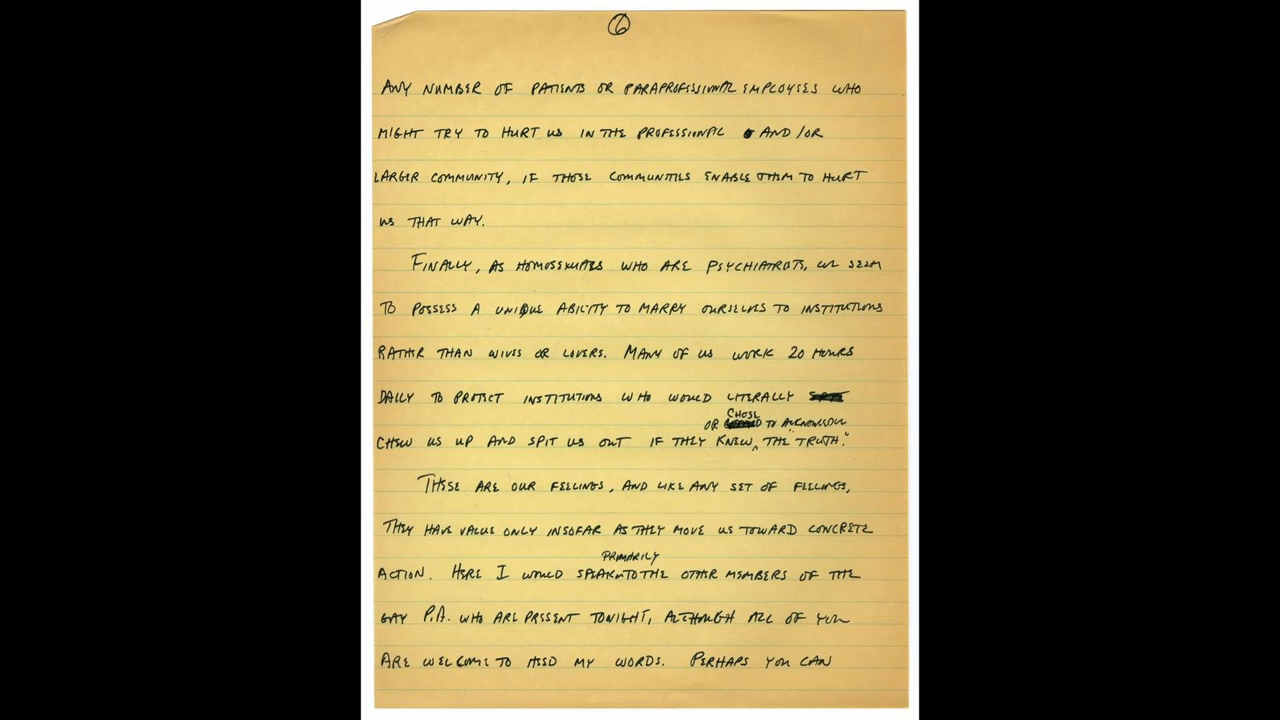 6
ANY NUMBER OF PATIENTS OR PARAPROFESSIONAL EMPLOYEES WHO
MIGHT TRY TO HURT US IN THE PROFESSIONAL AND/OR
LARGER COMMUNITY, IF THOSE COMMUNITIES ENABLE THEM TO HURT
US THAT WAY.
FINALLY, AS HOMOSEXUALS WHO ARE PSYCHIATRISTS, WE SEEM
TO POSSESS A UNIQUE ABILITY TO MARRY OURSELVES TO INSTITUTIONS
RATHER THAN WIVES OR LOVERS. MANY OF US WORK 20 HOURS
DAILY TO PROTECT INSTITUTIONS WHO WOULD LITERALLY
CHOSE
OR TO ACKNOWLEDGE
CHEW US UP AND SPIT US OUT IF THEY KNEW "THE TRUTH."
THESE ARE OUR FEELINGS, AND LIKE ANY SET OF FEELINGS,
THEY HAVE VALUE ONLY INSOFAR AS THEY MOVE US TOWARD CONCRETE
PRIMARILY
ACTION. HERE I WOULD SPEAK TO THE OTHER MEMBERS OF THE
GAY P.A. WHO ARE PRESENT TONIGHT, ALTHOUGH ALL OF YOU
ARE WELCOME TO HEED MY WORDS. PERHAPS YOU CAN